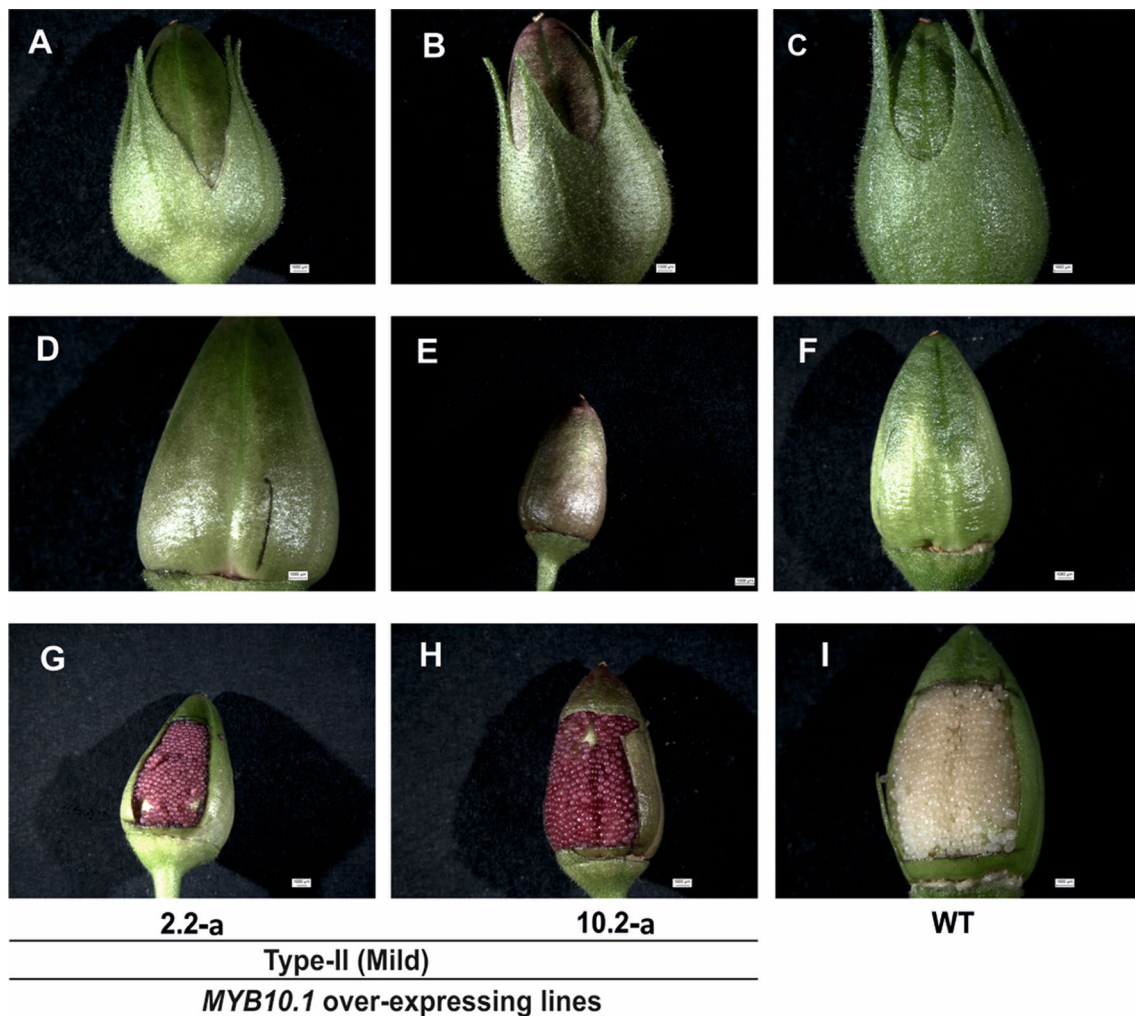 A
B
C
D
E
F
G
H
I
2.2-a
10.2-a
WT
Type-II (Mild)
MYB10.1 over-expressing lines